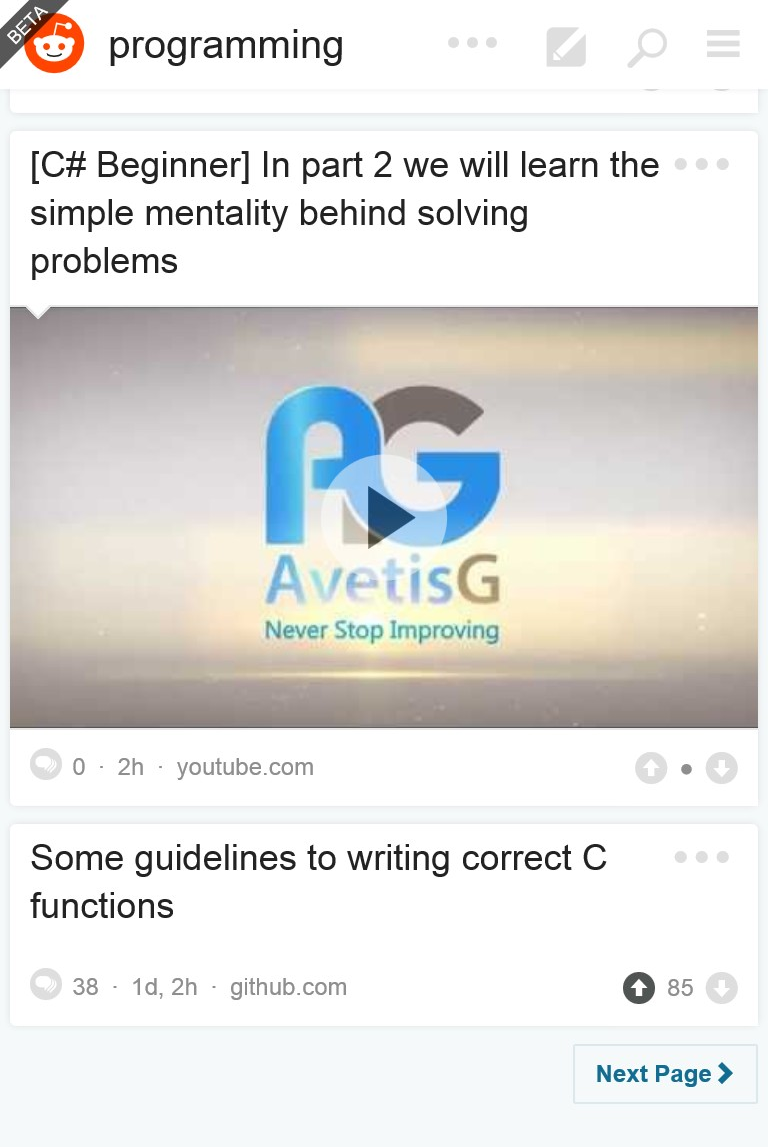 BETA
programming
[C# Beginner] In part 2 we will learn the
simple mentality behind solving
problems
AG
AvetisG
Never Stop Improving
0 · 2h · youtube.com
•
Some guidelines to writing correct C
functions
38 · 1d, 2h · github.com
85
Next Page